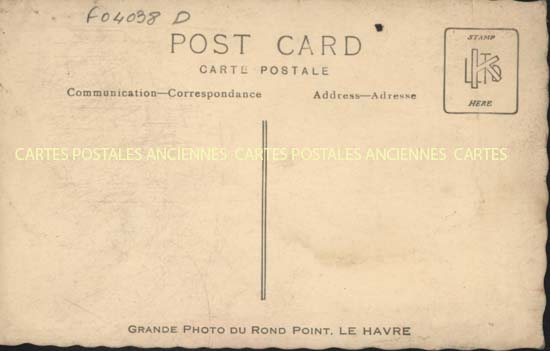 F04098 D
POST CARD
CARTE POSTALE
Communication—Correspondance
Address—Adresse
STAMP
HERE
CARTES POSTALES ANCIENNES CARTES POSTALES ANCIENNES CARTES
GRANDE PHOTO DU ROND POINT. LE HAVRE